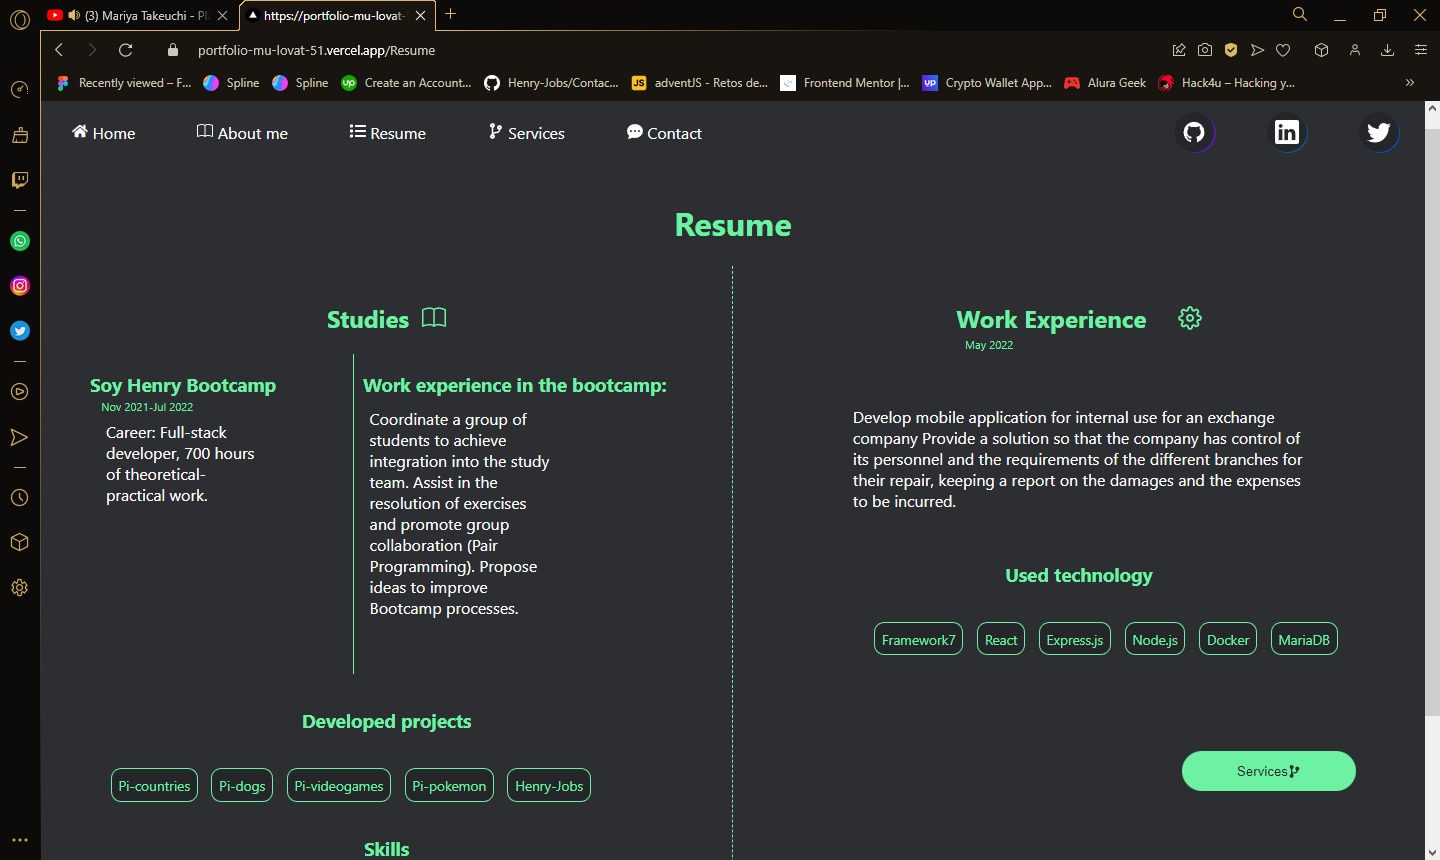 (3) Mariya Takeuchi - Pl
https://portfolio-mu-lovat-
portfolio-mu-lovat-51.vercel.app/Resume
Recently viewed – F...
Spline
Spline
up
Create an Account...
Henry-Jobs/Contac...
JS
adventJS - Retos de...
Frontend Mentor |...
UP
Crypto Wallet App...
Alura Geek
Hack4u – Hacking y...
Home
About me
Resume
Services
Contact
in
Resume
Studies
Soy Henry Bootcamp
Nov 2021-Jul 2022
Career: Full-stack
developer, 700 hours
of theoretical-
practical work.
Work experience in the bootcamp:
Coordinate a group of
students to achieve
integration into the study
team. Assist in the
resolution of exercises
and promote group
collaboration (Pair
Programming). Propose
ideas to improve
Bootcamp processes.
Developed projects
Pi-countries
Pi-dogs
Pi-videogames
Pi-pokemon
Henry-Jobs
Skills
Work Experience
May 2022
Develop mobile application for internal use for an exchange
company Provide a solution so that the company has control of
its personnel and the requirements of the different branches for
their repair, keeping a report on the damages and the expenses
to be incurred.
Used technology
Framework7
React
Express.js
Node.js
Docker
MariaDB
Services